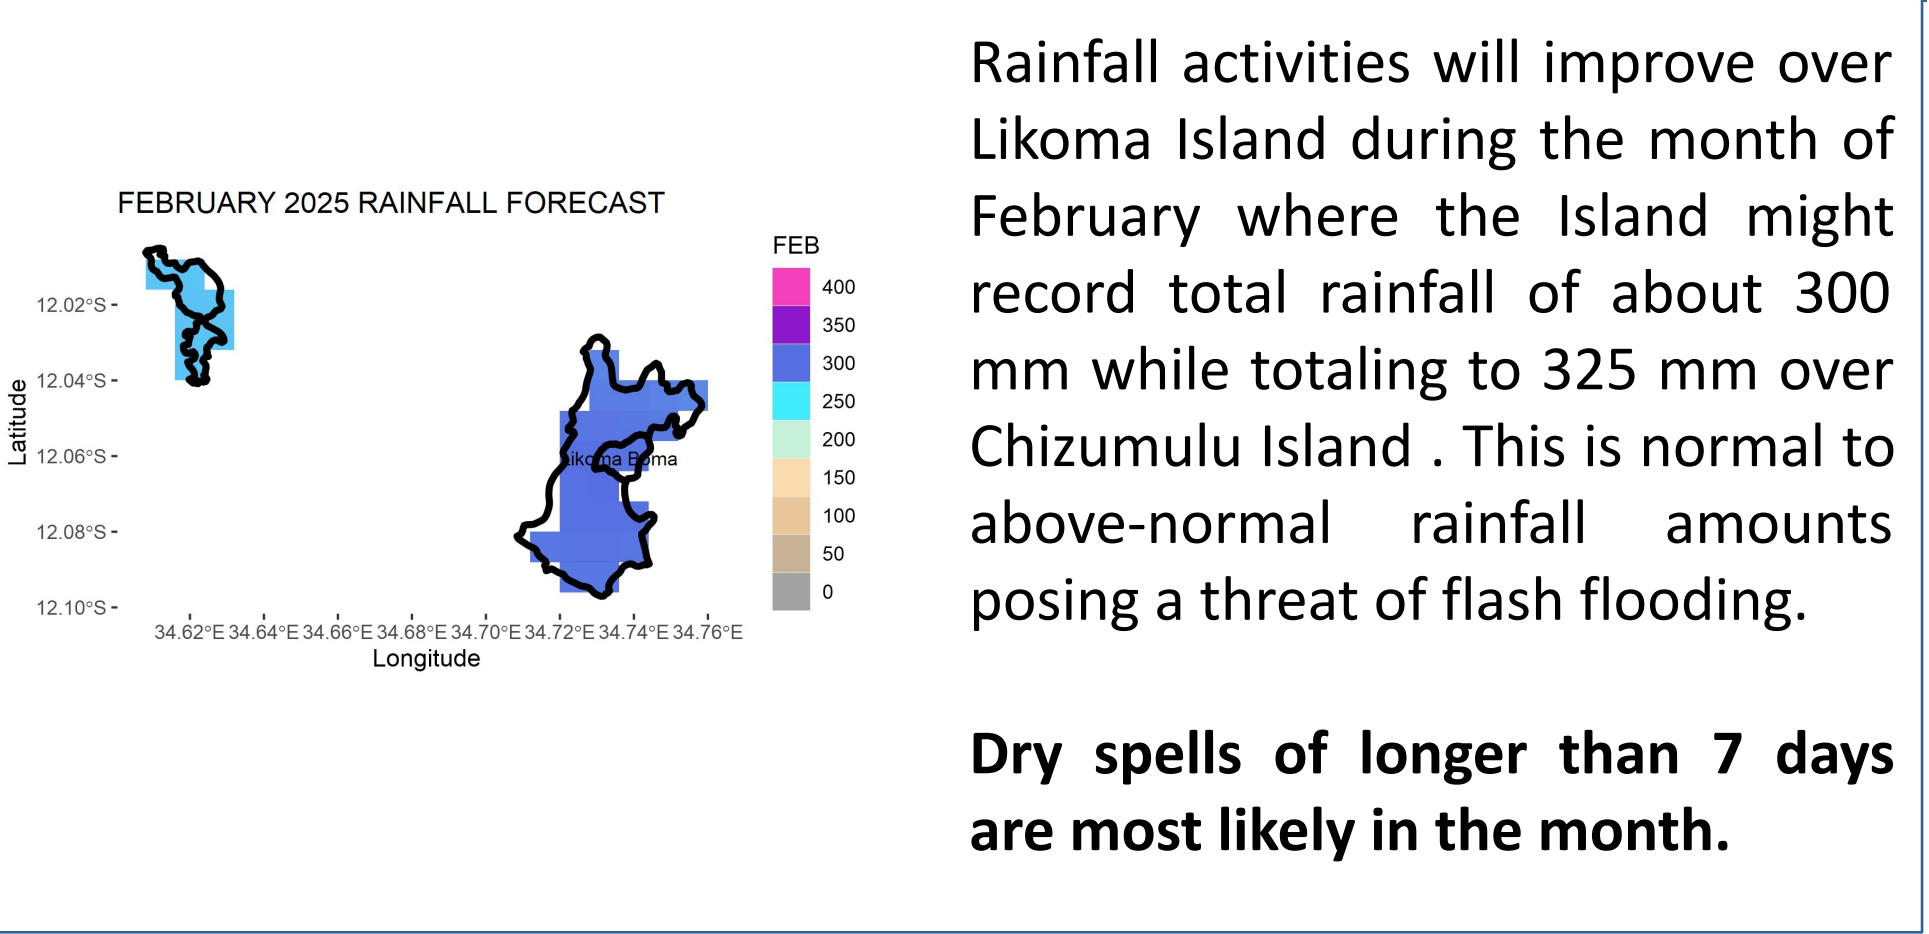 FEBRUARY 2025 RAINFALL FORECAST
FEB
400
350
300
250
200
150
100
50
0
Latitude
12.02°S
12.04°S
12.06°S
12.08°S
12.10°S
Likoma Boma
34.62°E 34.64°E 34.66°E 34.68°E 34.70°E 34.72°E 34.74°E 34.76°E
Longitude
Rainfall activities will improve over
Likoma Island during the month of
February where the Island might
record total rainfall of about 300
mm while totaling to 325 mm over
Chizumulu Island . This is normal to
above-normal rainfall amounts
posing a threat of flash flooding.
Dry spells of longer than 7 days
are most likely in the month.